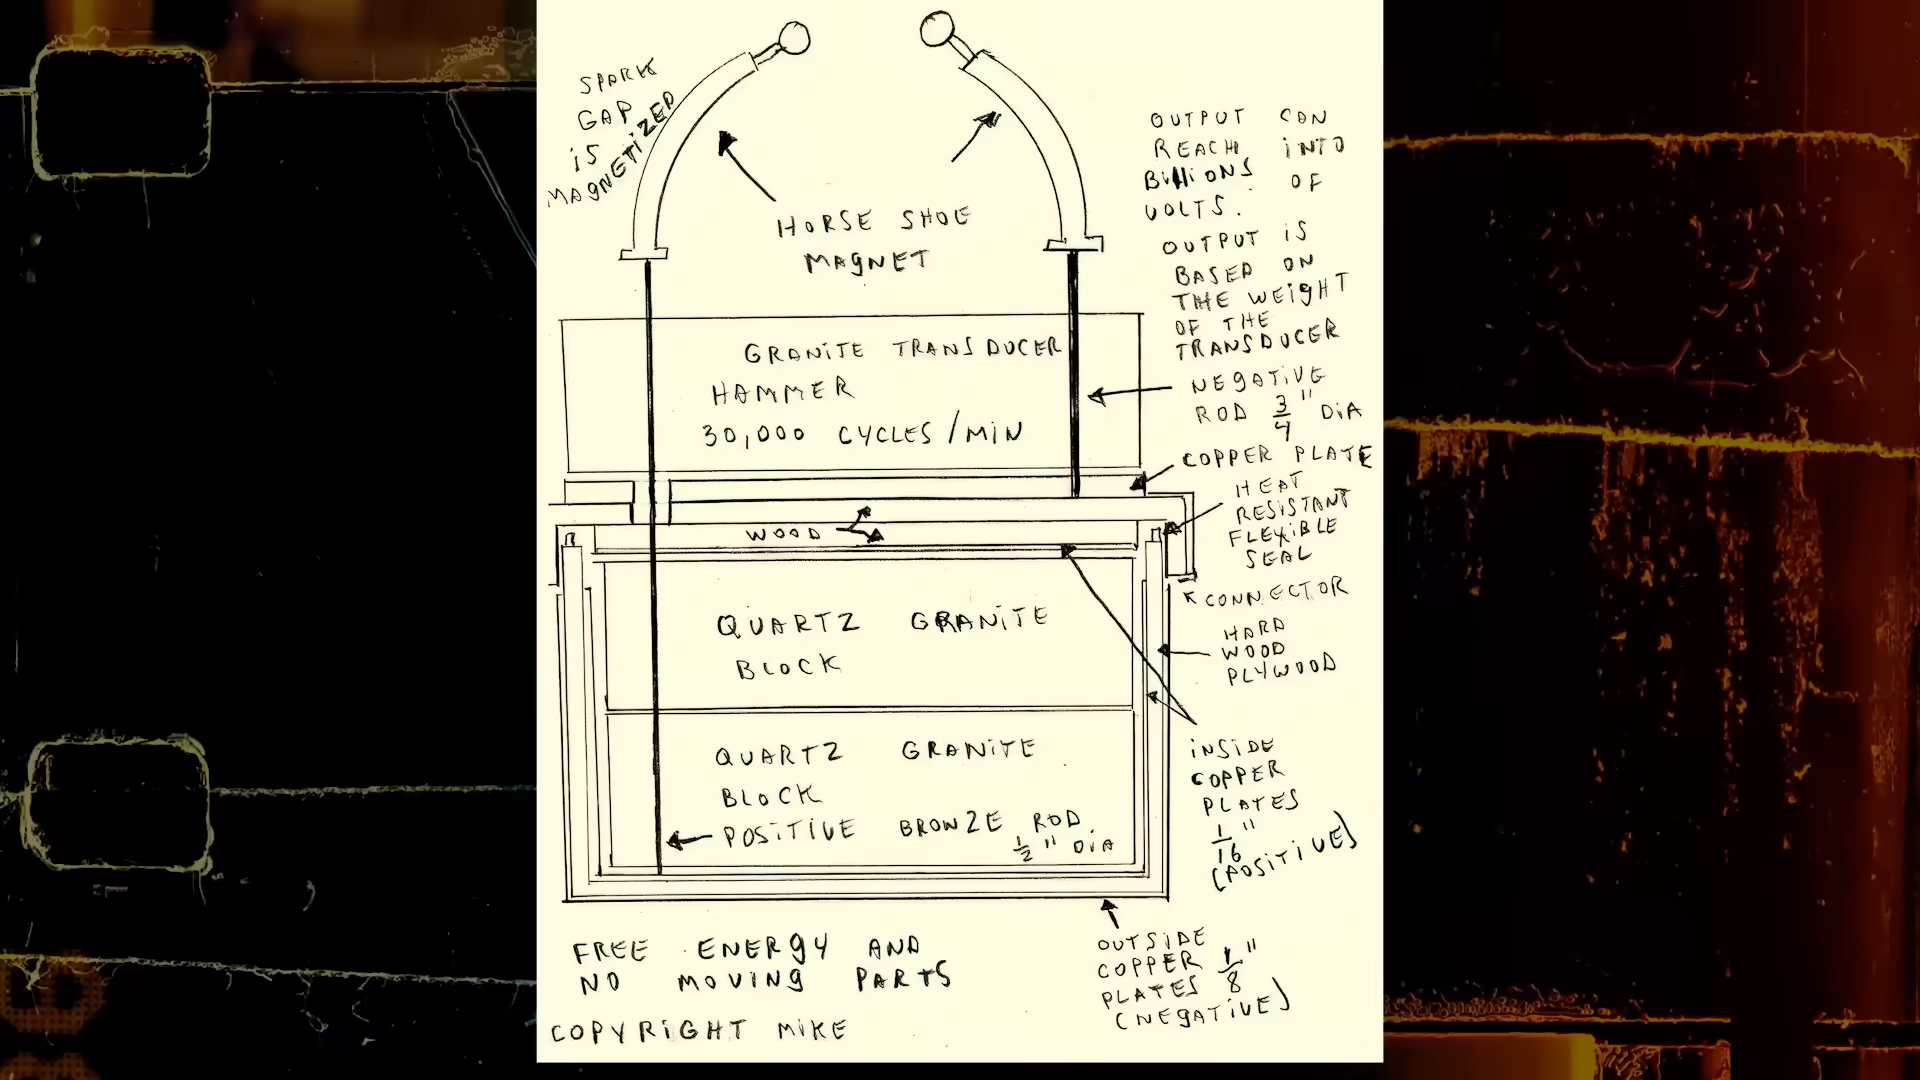 SPARK
GAP
iS
MAGNETIZED
HORSE SHOE
MAGNET
OUTPUT CAN
REACH iNTO
BillioNS OF
VOLTS.
OUTPUT iS
BASED ON
THE WEiGHT
OF THE
TRANSDUCER
GRANiTE TRANSDUCER
HAMMER
30,000 CYCLES/MIN
NEGATiVE
ROD 3/4" DiA
COPPER PLATE
HEAT
RESISTANT
FLEXiBLE
SEAL
WOOD
CONNECTOR
HARD
WOOD
PLYWOOD
QUARTZ GRANiTE
BLOCK
QUARTZ GRANiTE
BLOCK
POSiTiVE BRONZE ROD
1/2" DiA
iNSiDE
COPPER
PLATES
1/16"
(POSiTiVE)
OUTSiDE
COPPER 1/8"
PLATES
(NEGATiVE)
FREE ENERGY AND
NO MOViNG PARTS
COPYRiGHT MiKE